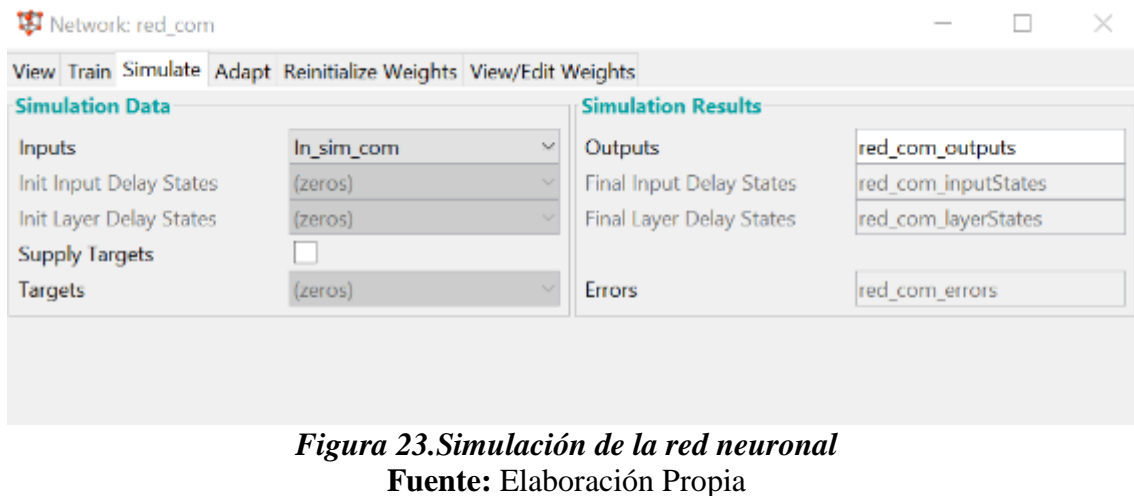 Network: red_com
View Train Simulate Adapt Reinitialize Weights View/Edit Weights
Simulation Data
Inputs In_sim_com
Init Input Delay States (zeros)
Init Layer Delay States (zeros)
Supply Targets
Targets (zeros)
Simulation Results
Outputs red_com_outputs
Final Input Delay States red_com_inputStates
Final Layer Delay States red_com_layerStates
Errors red_com_errors
Figura 23.Simulación de la red neuronal
Fuente: Elaboración Propia